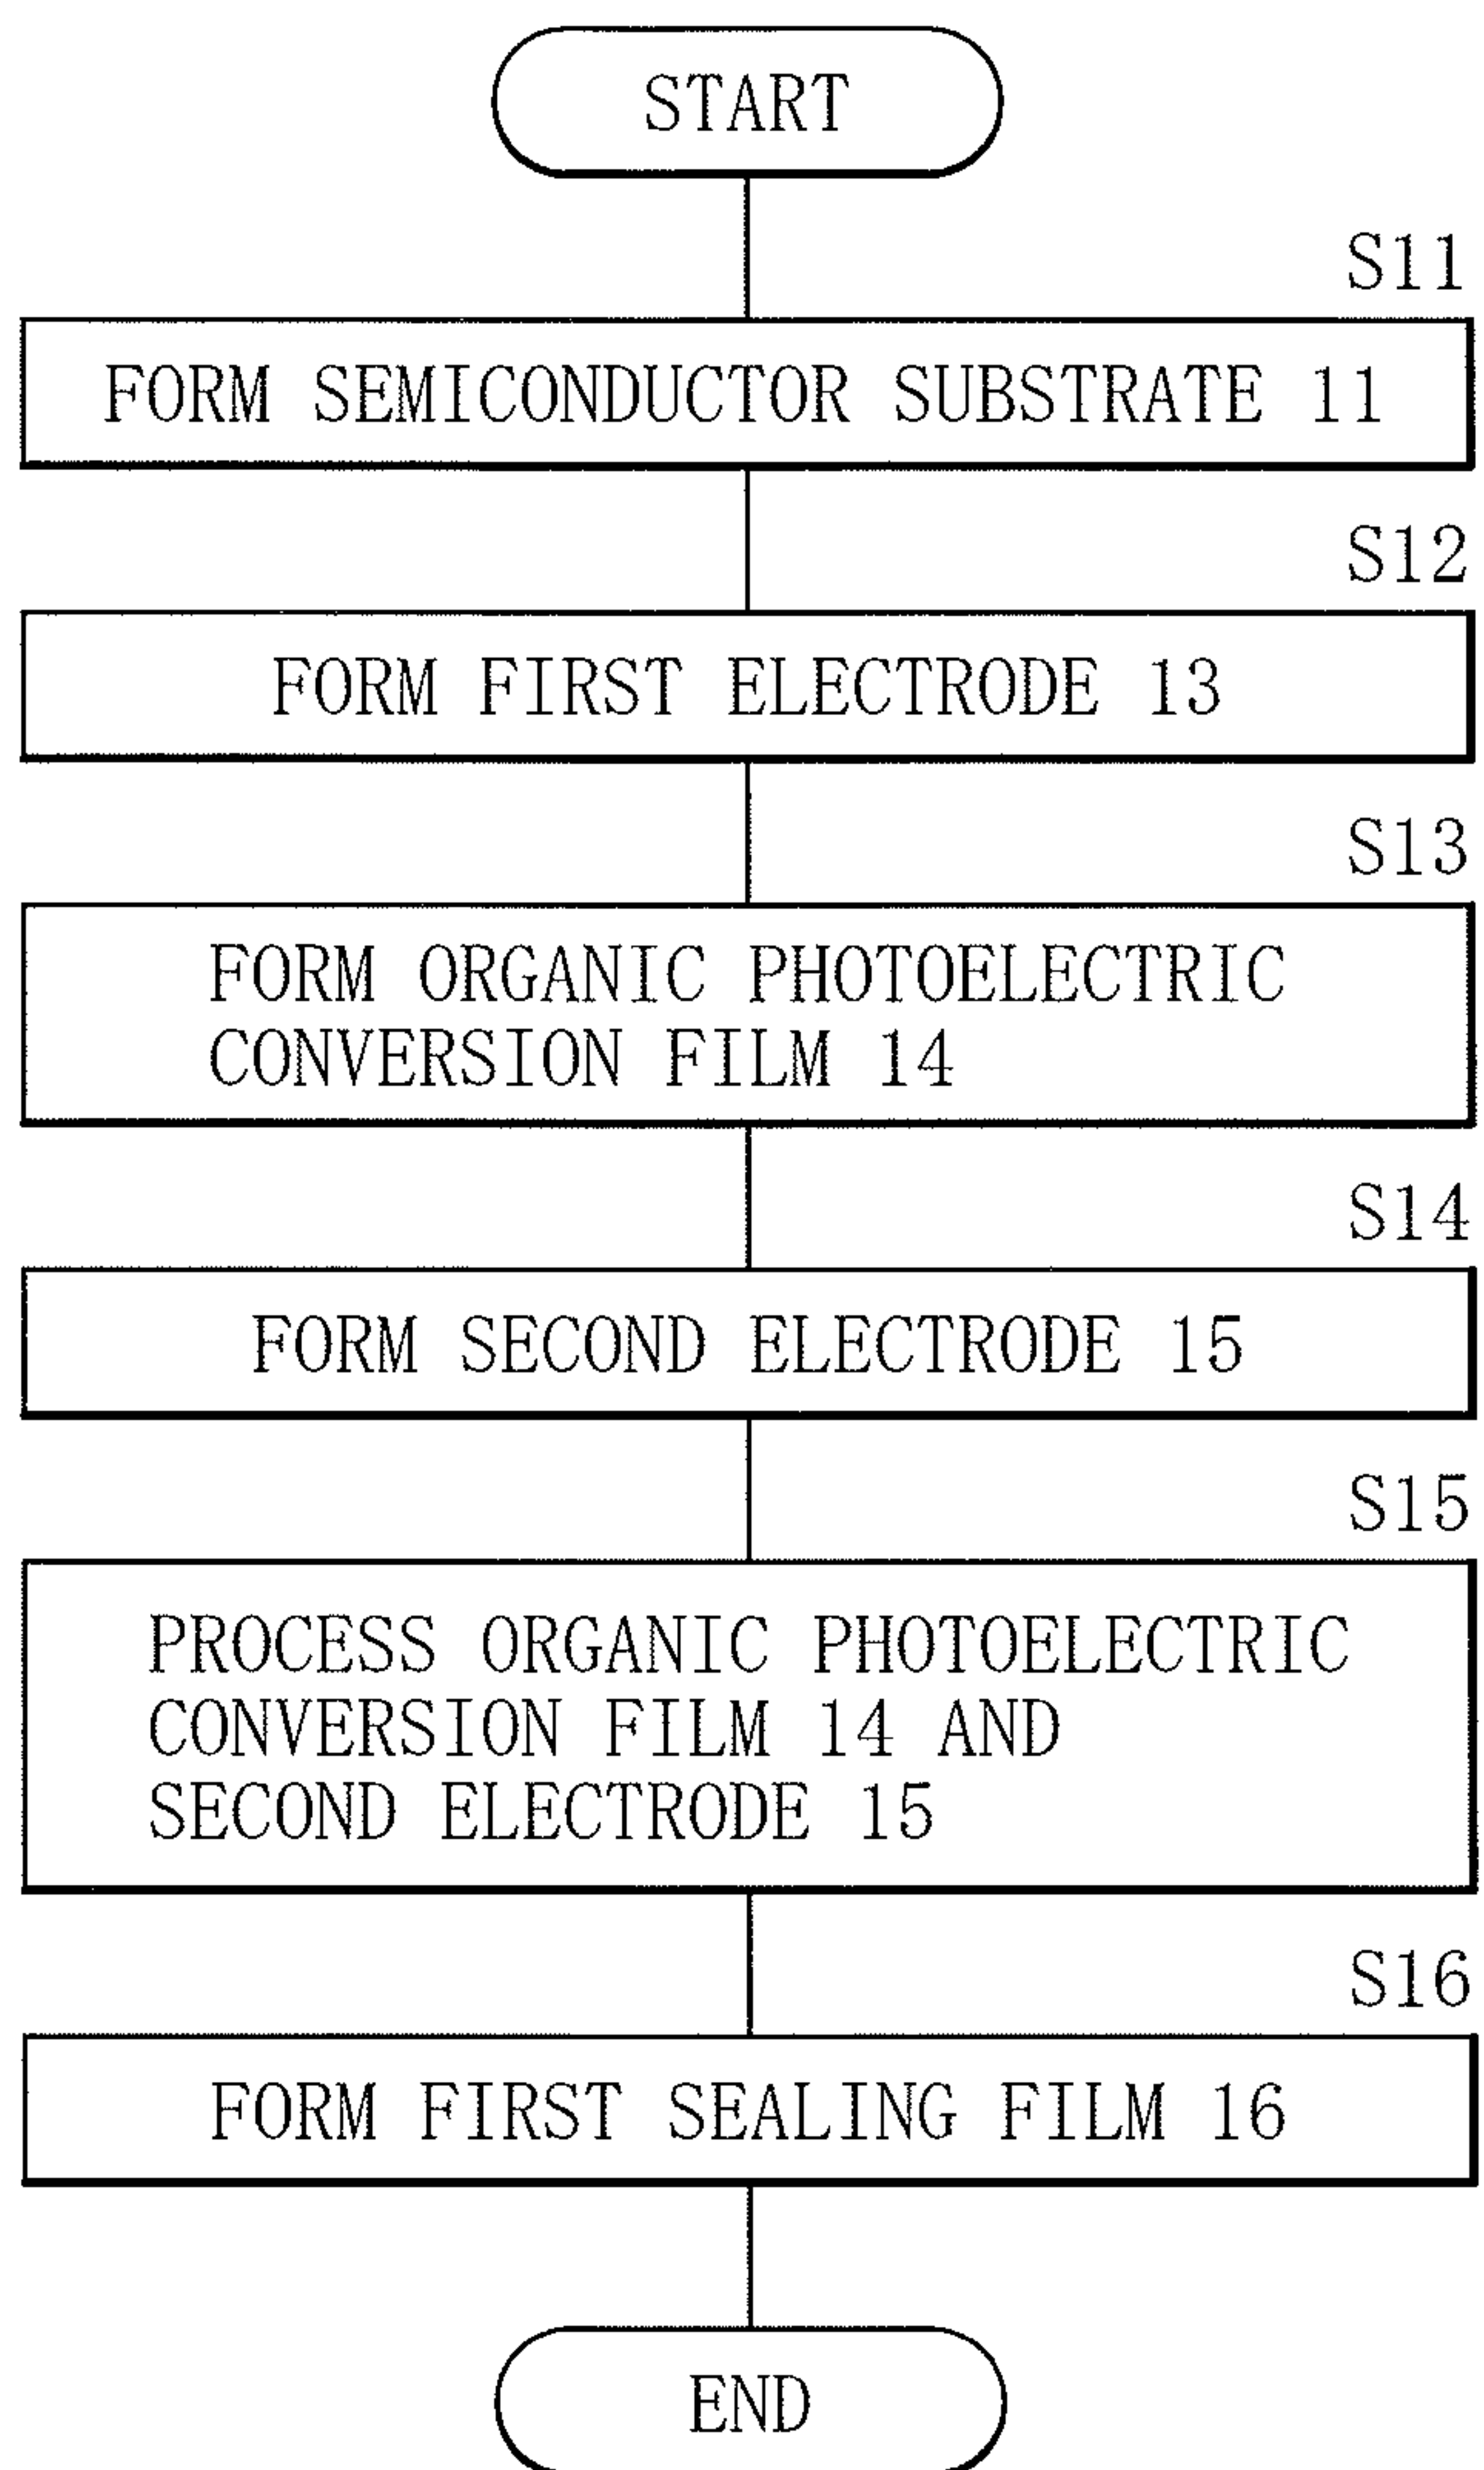 START
S11
FORM SEMICONDUCTOR SUBSTRATE 11
S12
FORM FIRST ELECTRODE 13
S13
FORM ORGANIC PHOTOELECTRIC
CONVERSION FILM 14
S14
FORM SECOND ELECTRODE 15
S15
PROCESS ORGANIC PHOTOELECTRIC
CONVERSION FILM 14 AND
SECOND ELECTRODE 15
S16
FORM FIRST SEALING FILM 16
END